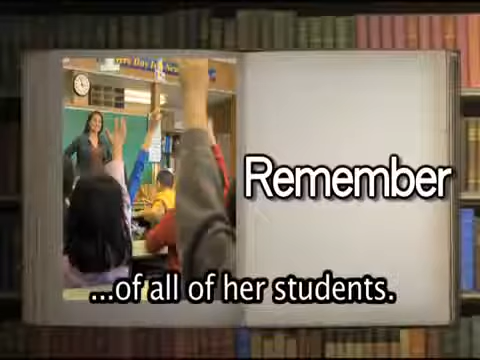 Remember
...of all of her students.